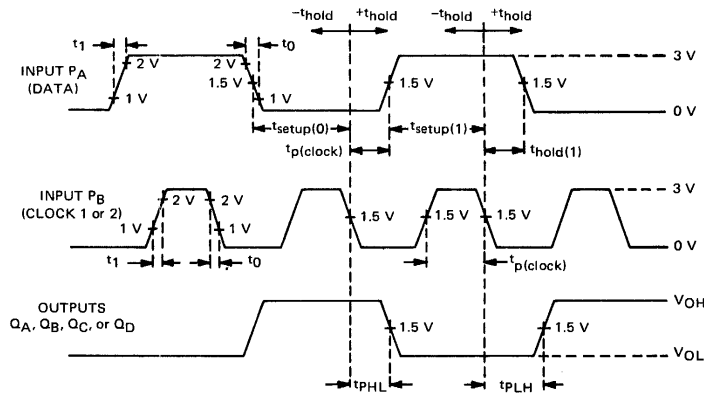 −thold +thold −thold +thold
t1 t0
INPUT PA
(DATA)
2 V 2 V 1.5 V 1 V 1 V
1.5 V 1.5 V
3 V
0 V
tsetup(0) tsetup(1)
tp(clock) thold(1)
INPUT PB
(CLOCK 1 or 2)
2 V 2 V 1 V 1 V
1.5 V 1.5 V 1.5 V
3 V
0 V
t1 t0
tp(clock)
OUTPUTS
QA, QB, QC, or QD
1.5 V 1.5 V
VOH
VOL
tPHL tPLH